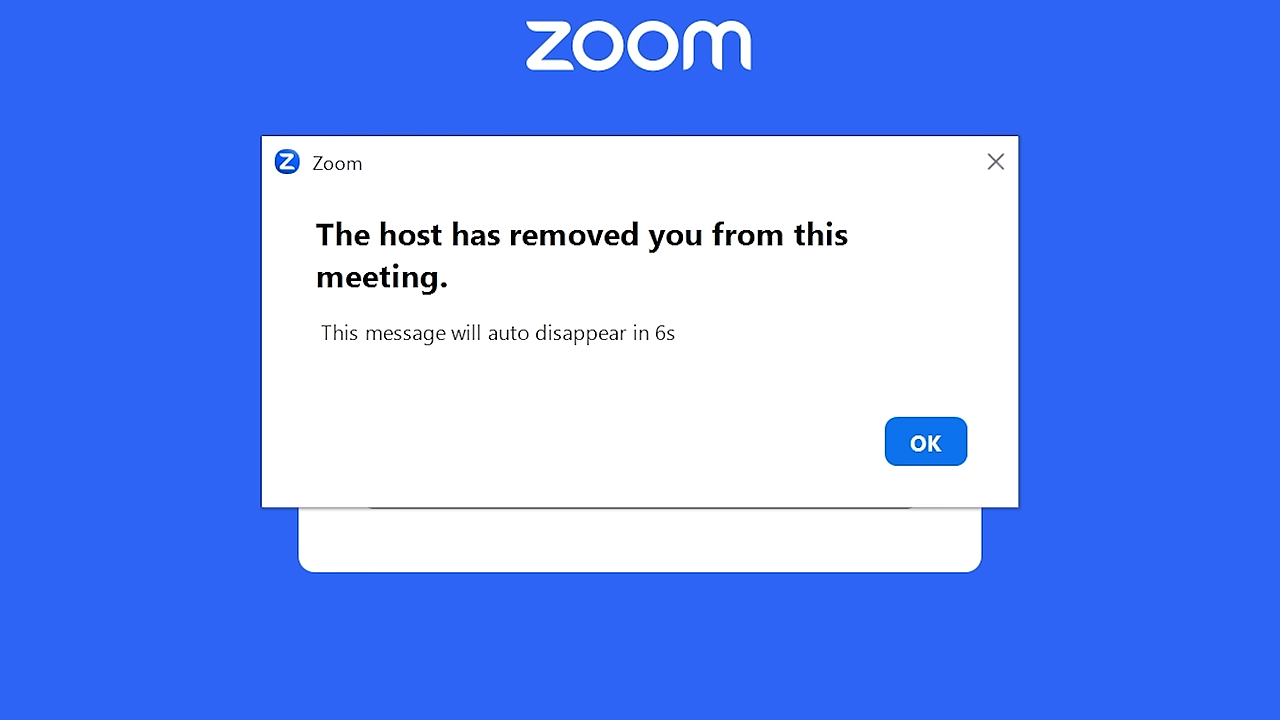 zoom
Zoom
The host has removed you from this
meeting.
This message will auto disappear in 6s
OK